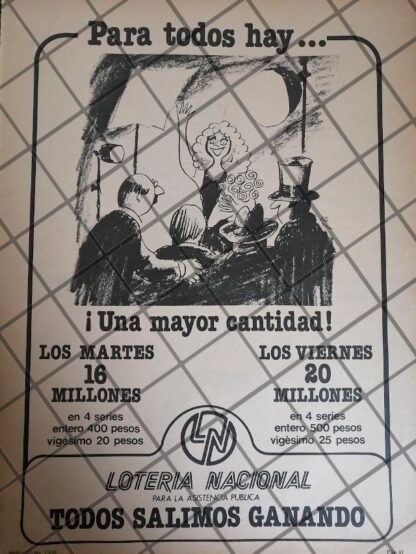 Para todos hay...
¡Una mayor cantidad!
LOS MARTES
16
MILLONES
en 4 series
entero 400 pesos
vigésimo 20 pesos
LOS VIERNES
20
MILLONES
en 4 series
entero 500 pesos
vigèsimo 25 pesos
LN
LOTERIA NACIONAL
PARA LA ASISTENCIA PUBLICA
TODOS SALIMOS GANANDO